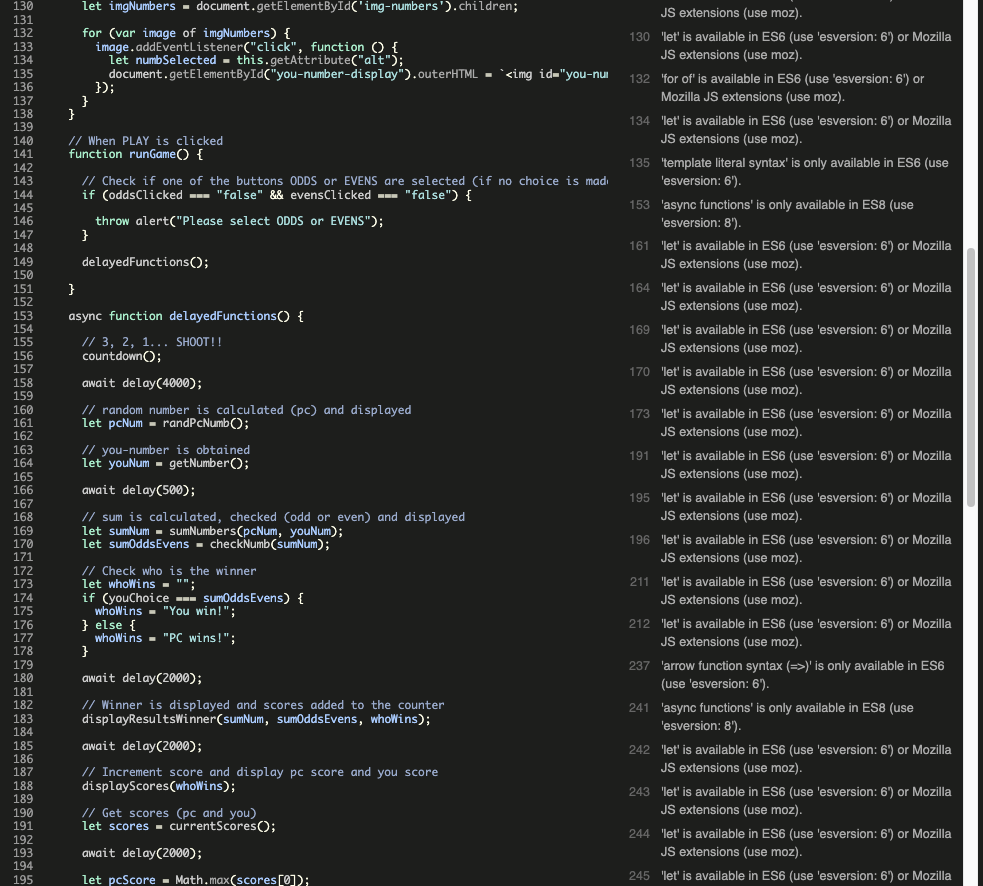 130 let imgNumbers = document.getElementById('img-numbers').children;
131
132 for (var image of imgNumbers) {
133 image.addEventListener("click", function () {
134 let numbSelected = this.getAttribute("alt");
135 document.getElementById("you-number-display").outerHTML = `<img id="you-num
136 });
137 }
138 }
139
140 // When PLAY is clicked
141 function runGame() {
142
143 // Check if one of the buttons ODDS or EVENS are selected (if no choice is made
144 if (oddsClicked === "false" && evensClicked === "false") {
145
146 throw alert("Please select ODDS or EVENS");
147 }
148
149 delayedFunctions();
150
151 }
152
153 async function delayedFunctions() {
154
155 // 3, 2, 1... SHOOT!!
156 countdown();
157
158 await delay(4000);
159
160 // random number is calculated (pc) and displayed
161 let pcNum = randPcNumb();
162
163 // you-number is obtained
164 let youNum = getNumber();
165
166 await delay(500);
167
168 // sum is calculated, checked (odd or even) and displayed
169 let sumNum = sumNumbers(pcNum, youNum);
170 let sumOddsEvens = checkNumb(sumNum);
171
172 // Check who is the winner
173 let whoWins = "";
174 if (youChoice === sumOddsEvens) {
175 whoWins = "You win!";
176 } else {
177 whoWins = "PC wins!";
178 }
179
180 await delay(2000);
181
182 // Winner is displayed and scores added to the counter
183 displayResultsWinner(sumNum, sumOddsEvens, whoWins);
184
185 await delay(2000);
186
187 // Increment score and display pc score and you score
188 displayScores(whoWins);
189
190 // Get scores (pc and you)
191 let scores = currentScores();
192
193 await delay(2000);
194
195 let pcScore = Math.max(scores[0]);
JS extensions (use moz).
130 'let' is available in ES6 (use 'esversion: 6') or Mozilla
JS extensions (use moz).
132 'for of' is available in ES6 (use 'esversion: 6') or
Mozilla JS extensions (use moz).
134 'let' is available in ES6 (use 'esversion: 6') or Mozilla
JS extensions (use moz).
135 'template literal syntax' is only available in ES6 (use
'esversion: 6').
153 'async functions' is only available in ES8 (use
'esversion: 8').
161 'let' is available in ES6 (use 'esversion: 6') or Mozilla
JS extensions (use moz).
164 'let' is available in ES6 (use 'esversion: 6') or Mozilla
JS extensions (use moz).
169 'let' is available in ES6 (use 'esversion: 6') or Mozilla
JS extensions (use moz).
170 'let' is available in ES6 (use 'esversion: 6') or Mozilla
JS extensions (use moz).
173 'let' is available in ES6 (use 'esversion: 6') or Mozilla
JS extensions (use moz).
191 'let' is available in ES6 (use 'esversion: 6') or Mozilla
JS extensions (use moz).
195 'let' is available in ES6 (use 'esversion: 6') or Mozilla
JS extensions (use moz).
196 'let' is available in ES6 (use 'esversion: 6') or Mozilla
JS extensions (use moz).
211 'let' is available in ES6 (use 'esversion: 6') or Mozilla
JS extensions (use moz).
212 'let' is available in ES6 (use 'esversion: 6') or Mozilla
JS extensions (use moz).
237 'arrow function syntax (=>)' is only available in ES6
(use 'esversion: 6').
241 'async functions' is only available in ES8 (use
'esversion: 8').
242 'let' is available in ES6 (use 'esversion: 6') or Mozilla
JS extensions (use moz).
243 'let' is available in ES6 (use 'esversion: 6') or Mozilla
JS extensions (use moz).
244 'let' is available in ES6 (use 'esversion: 6') or Mozilla
JS extensions (use moz).
245 'let' is available in ES6 (use 'esversion: 6') or Mozilla